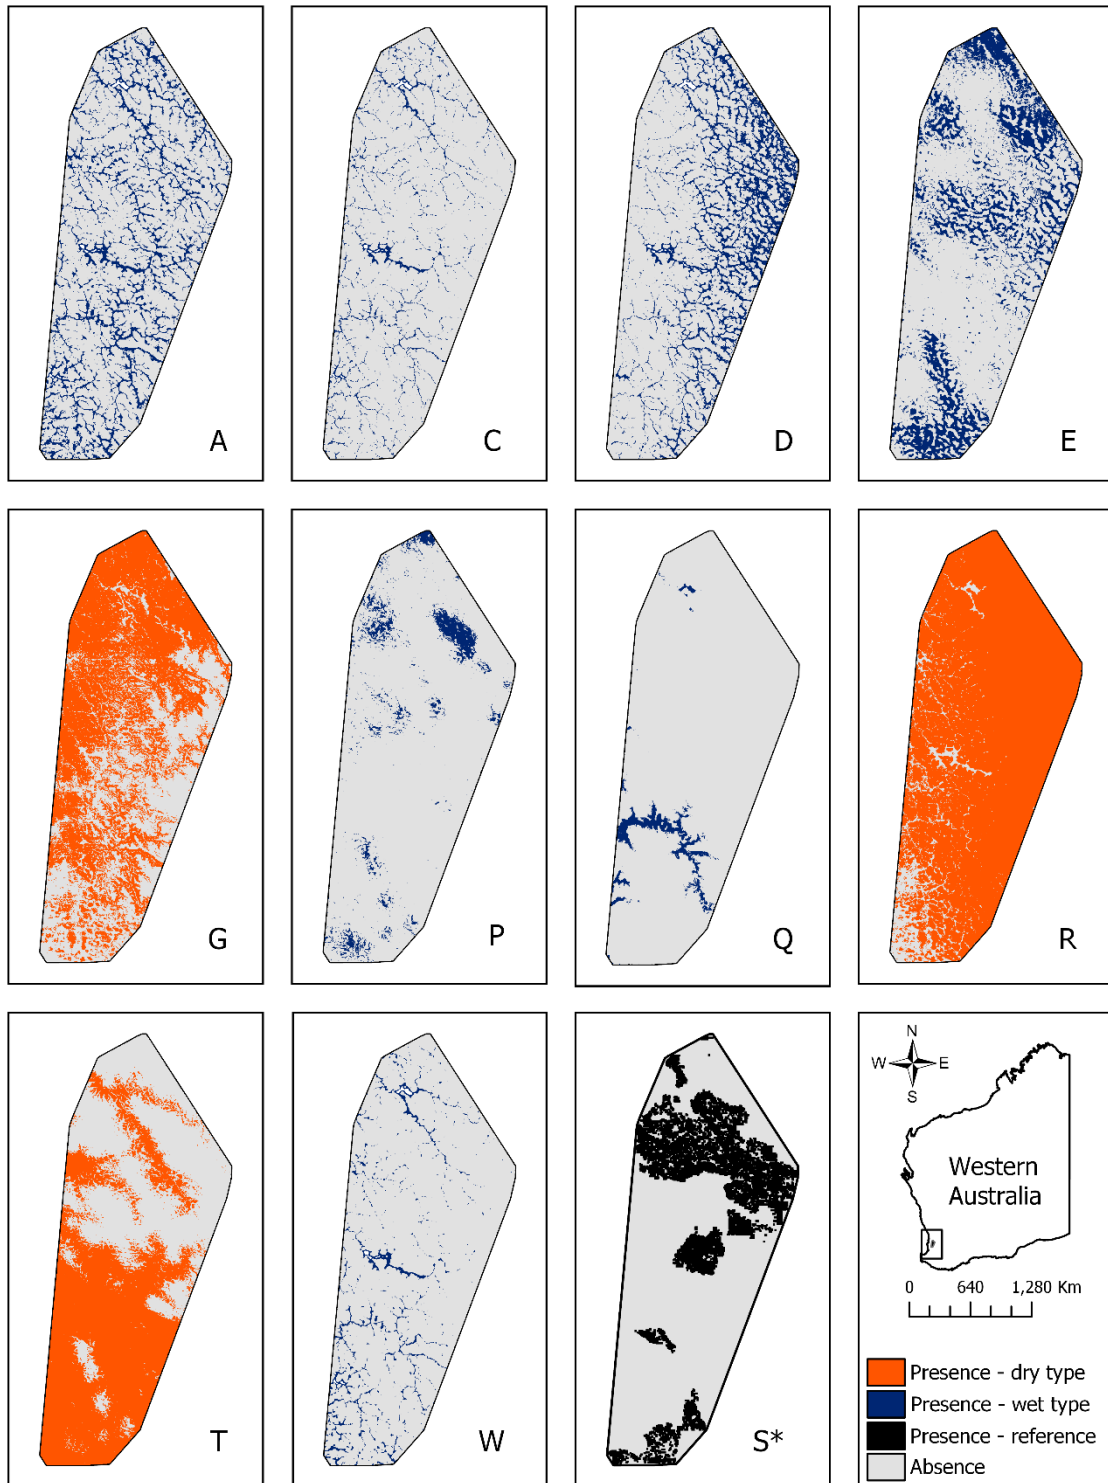 A
C
D
E
G
P
Q
R
T
W
S*
N
W E
S
Western
Australia
0 640 1,280 Km
Presence - dry type
Presence - wet type
Presence - reference
Absence